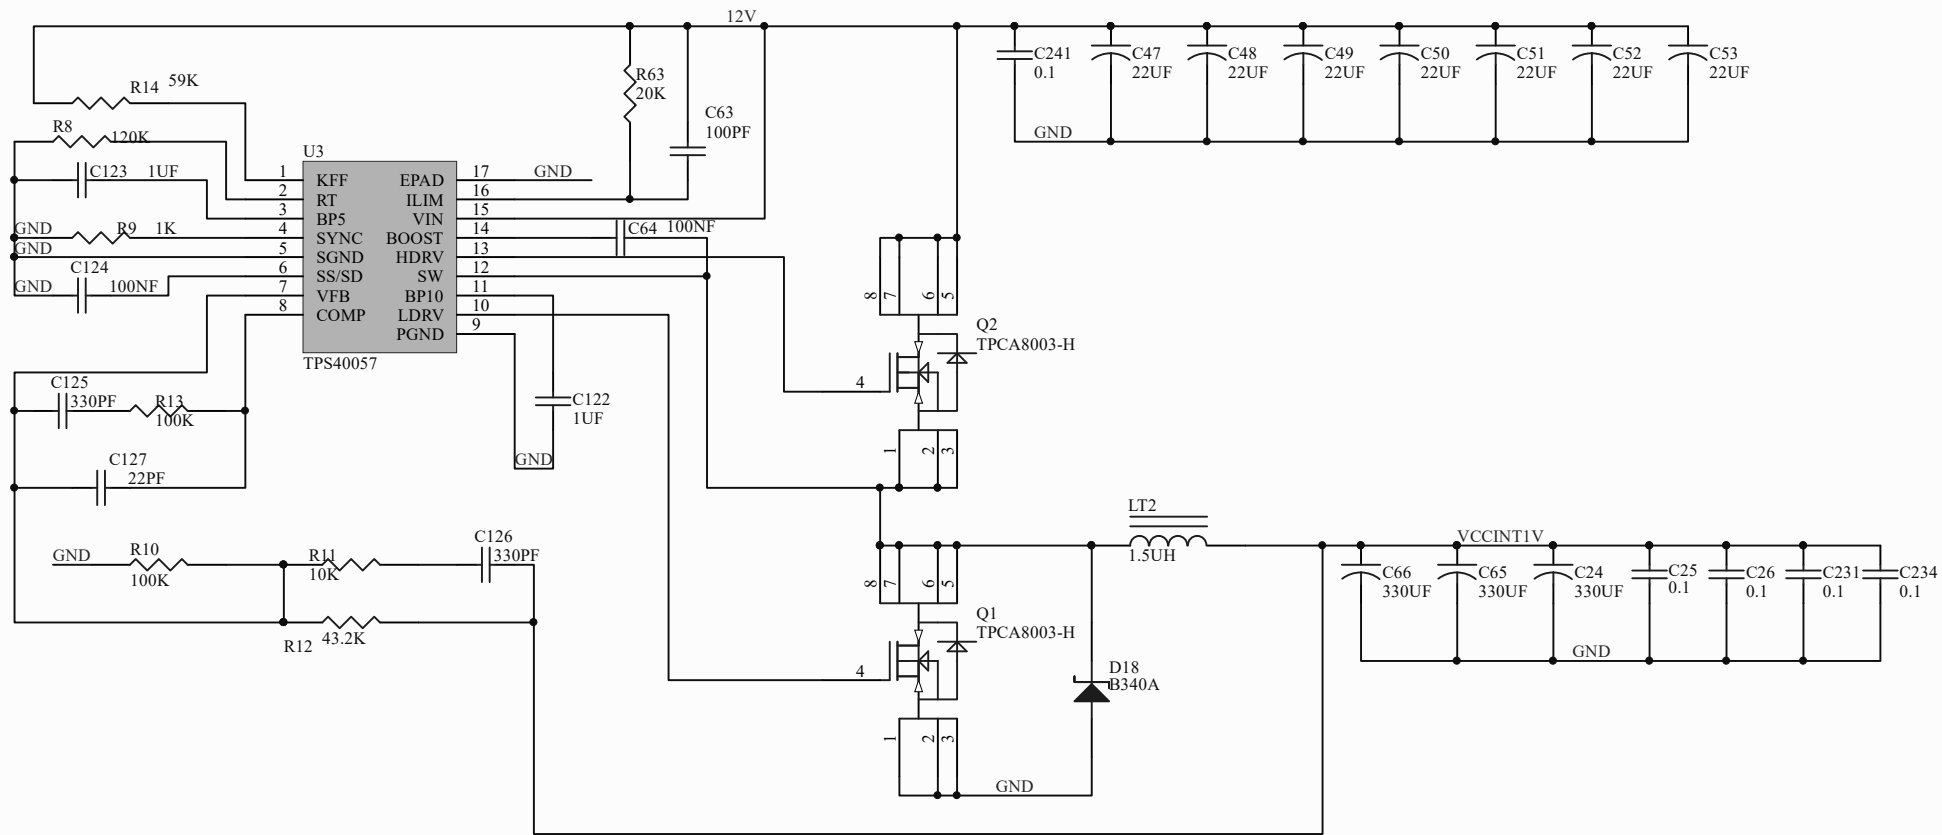 12V
R14 59K
R63
20K
C63
100PF
C241
0.1
C47
22UF
C48
22UF
C49
22UF
C50
22UF
C51
22UF
C52
22UF
C53
22UF
GND
R8 120K
C123 1UF
GND R9 1K
GND
C124
GND 100NF
U3
1 KFF EPAD 17 GND
2 RT ILIM 16
3 BP5 VIN 15
4 SYNC BOOST 14
5 SGND HDRV 13
6 SS/SD SW 12
7 VFB BP10 11
8 COMP LDRV 10
PGND 9
TPS40057
C64 100NF
8 7 6 5
Q2
TPCA8003-H
4
1 2 3
C122
1UF
GND
C125
330PF
R13
100K
C127
22PF
GND R10
100K
R11
10K
C126
330PF
R12 43.2K
LT2
1.5UH
VCCINT1V
8 7 6 5
Q1
TPCA8003-H
4
1 2 3
GND
D18
B340A
C66
330UF
C65
330UF
C24
330UF
C25
0.1
C26
0.1
C231
0.1
C234
0.1
GND